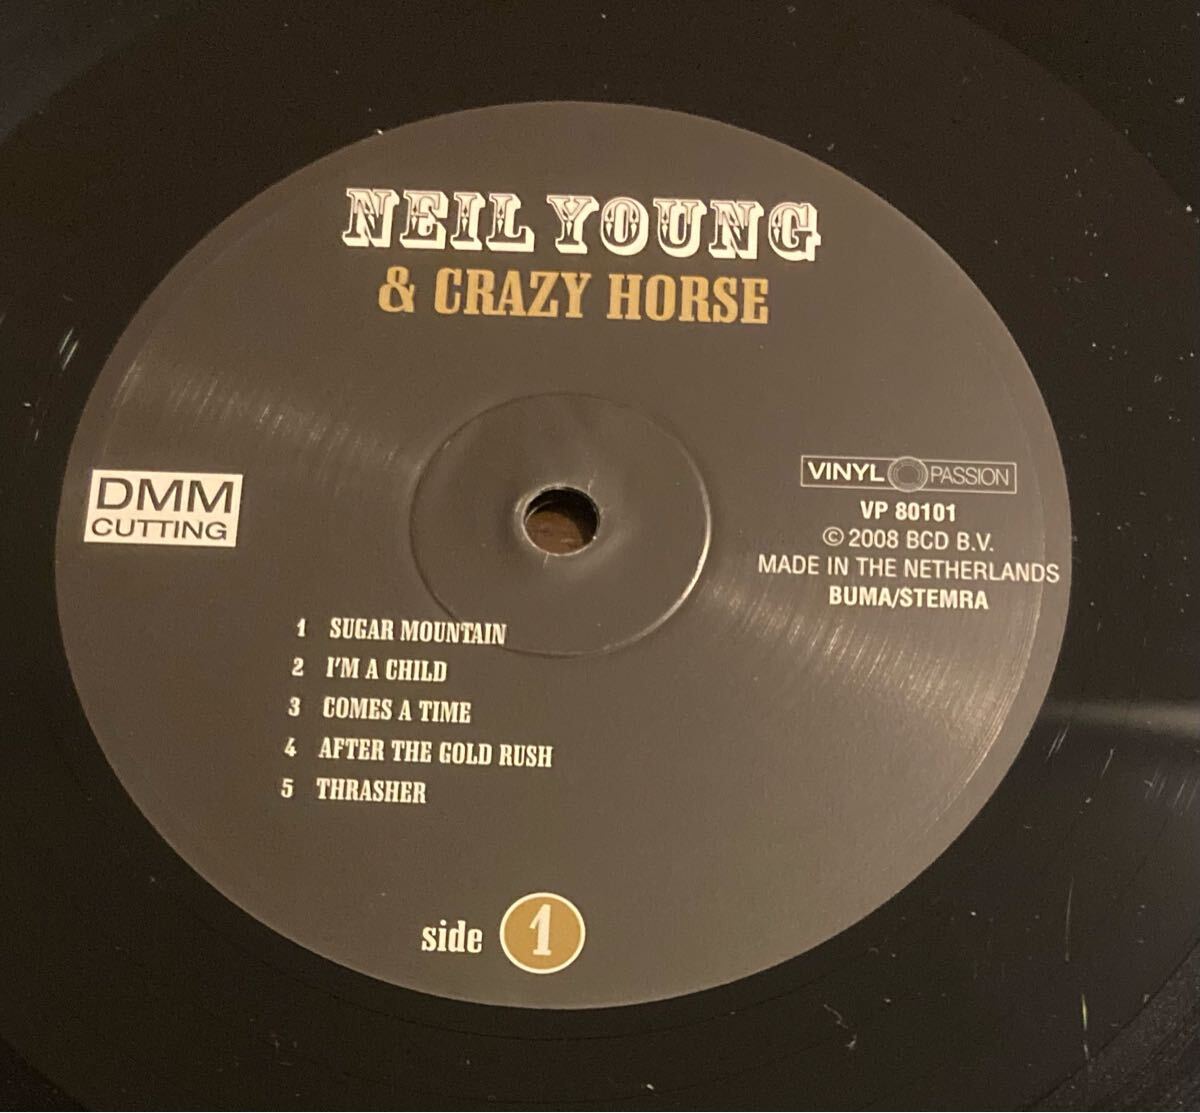 NEIL YOUNG
& CRAZY HORSE
DMM
CUTTING
VINYL PASSION
VP 80101
© 2008 BCD B.V.
MADE IN THE NETHERLANDS
BUMA/STEMRA
1 SUGAR MOUNTAIN
2 I'M A CHILD
3 COMES A TIME
4 AFTER THE GOLD RUSH
5 THRASHER
side 1